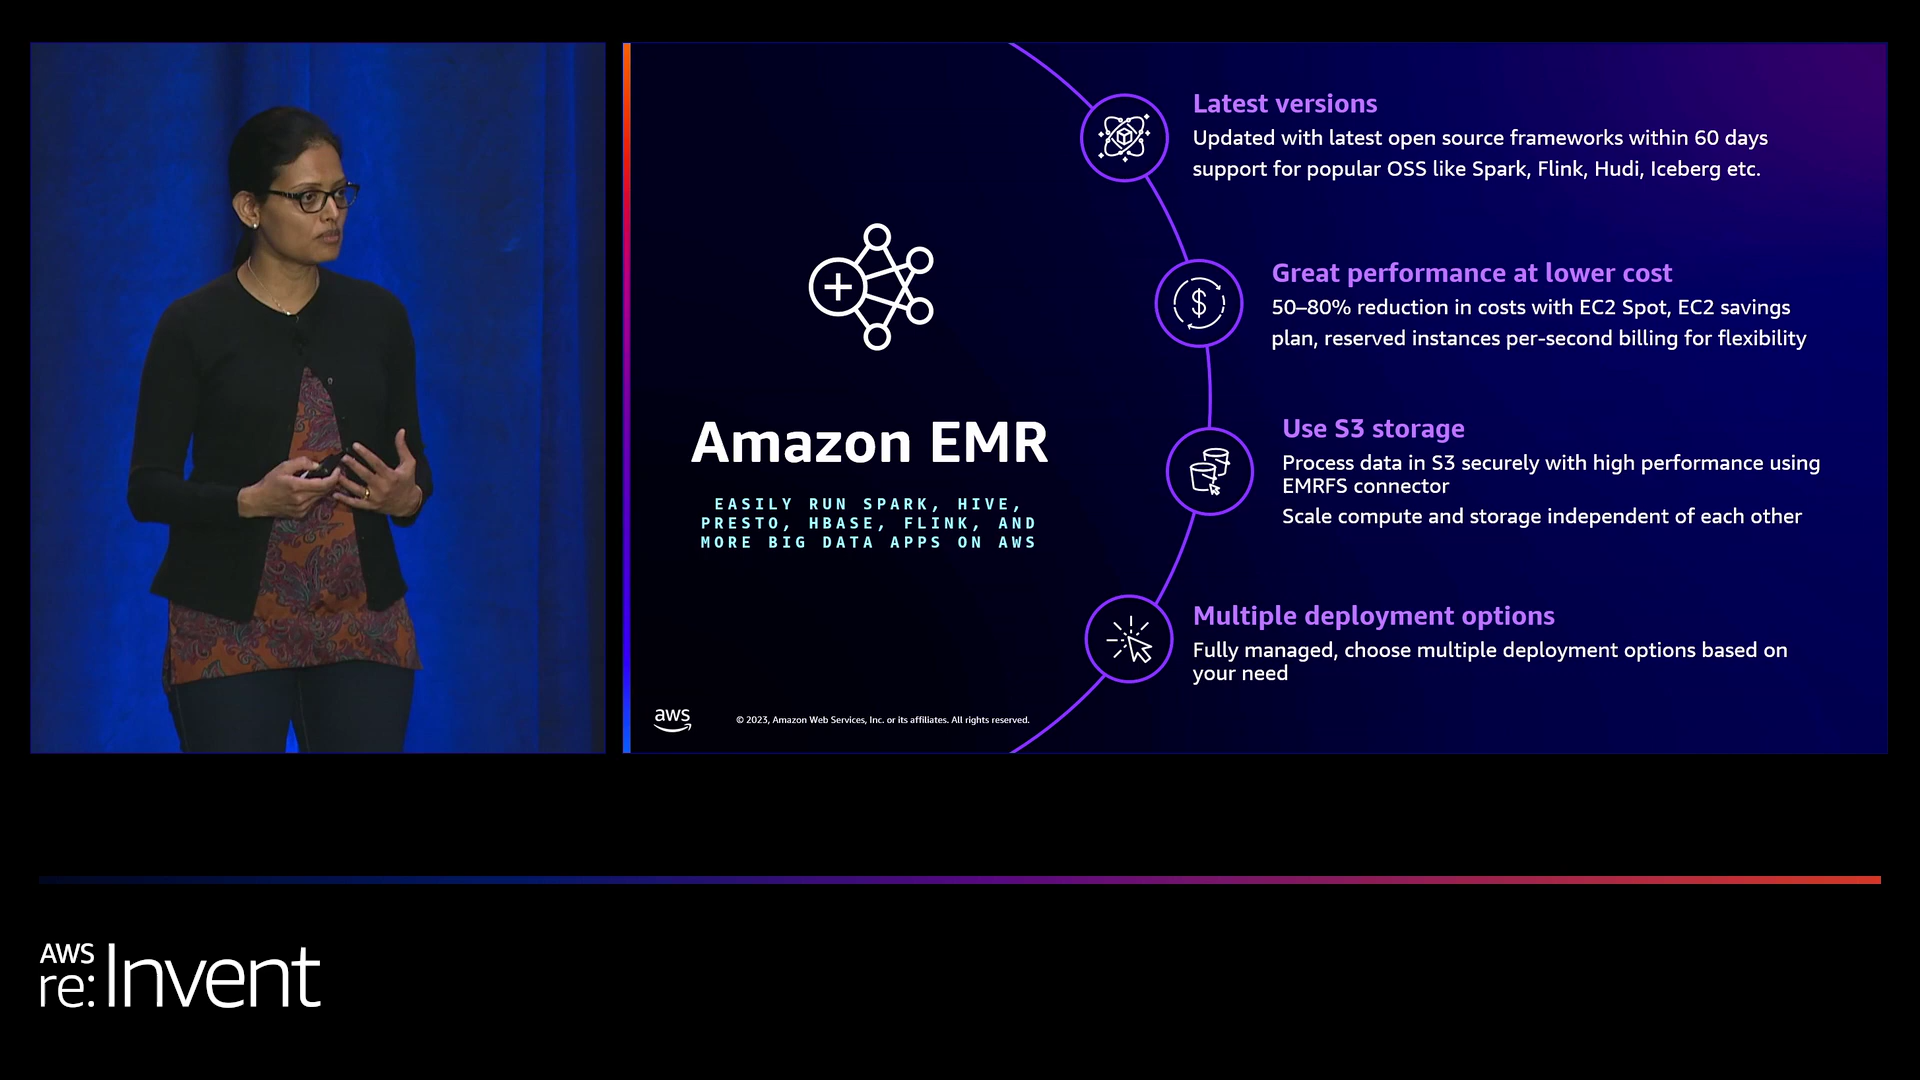 Amazon EMR
EASILY RUN SPARK, HIVE,
PRESTO, HBASE, FLINK, AND
MORE BIG DATA APPS ON AWS
Latest versions
Updated with latest open source frameworks within 60 days
support for popular OSS like Spark, Flink, Hudi, Iceberg etc.
Great performance at lower cost
50–80% reduction in costs with EC2 Spot, EC2 savings
plan, reserved instances per-second billing for flexibility
Use S3 storage
Process data in S3 securely with high performance using
EMRFS connector
Scale compute and storage independent of each other
Multiple deployment options
Fully managed, choose multiple deployment options based on
your need
aws
© 2023, Amazon Web Services, Inc. or its affiliates. All rights reserved.
AWS
re:Invent